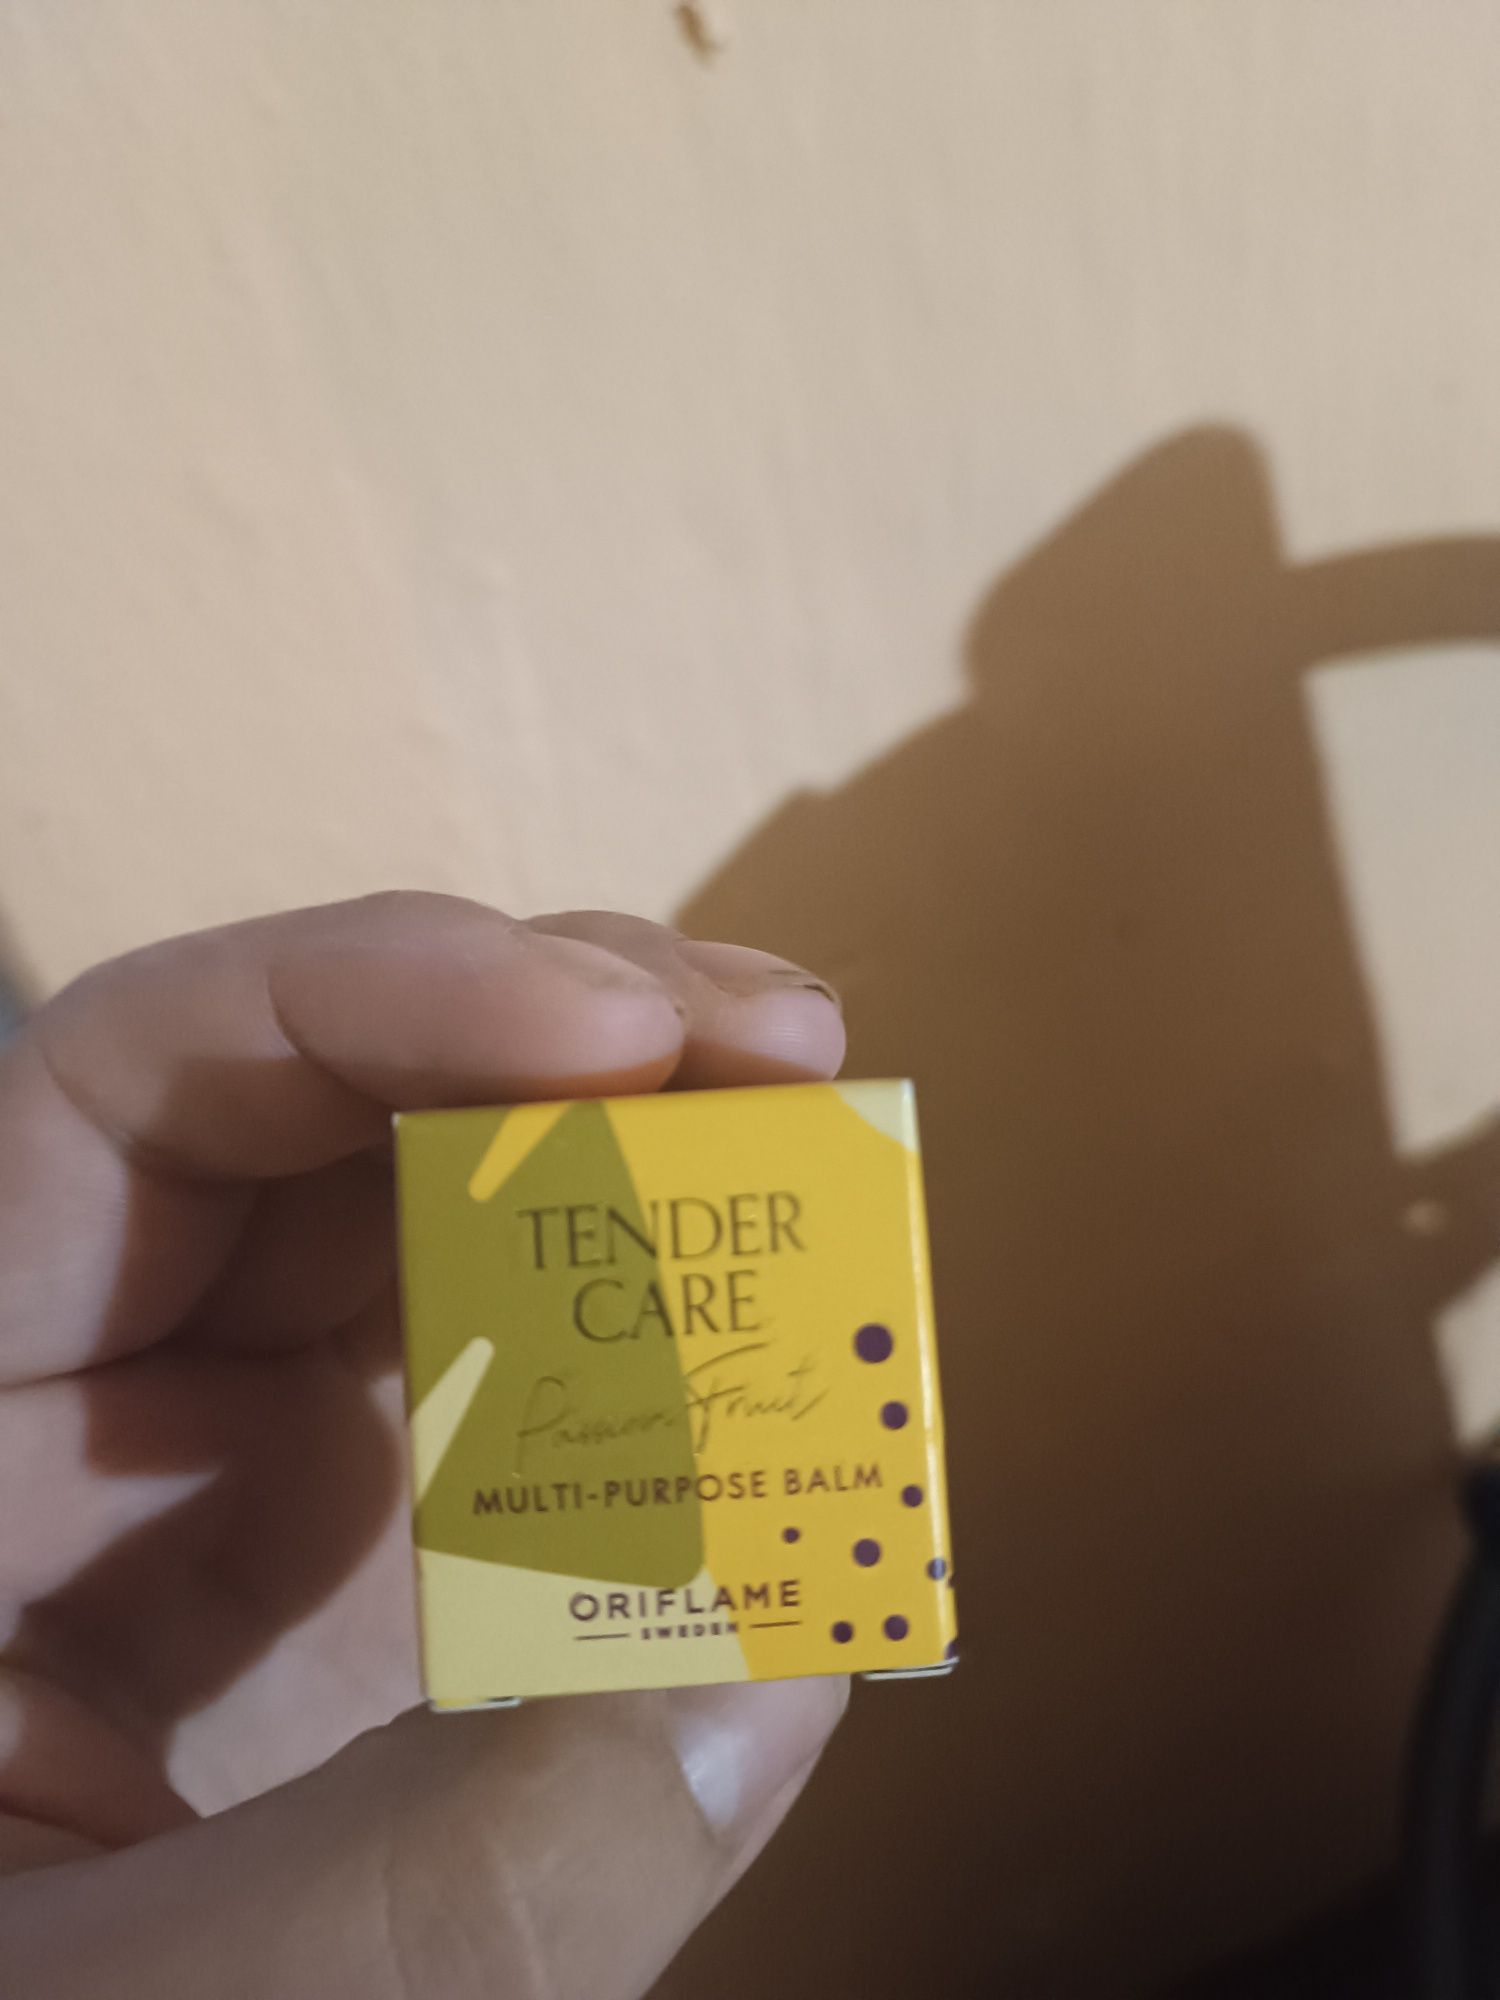 TENDER
CARE
Passion Fruit
MULTI-PURPOSE BALM
ORIFLAME
SWEDEN